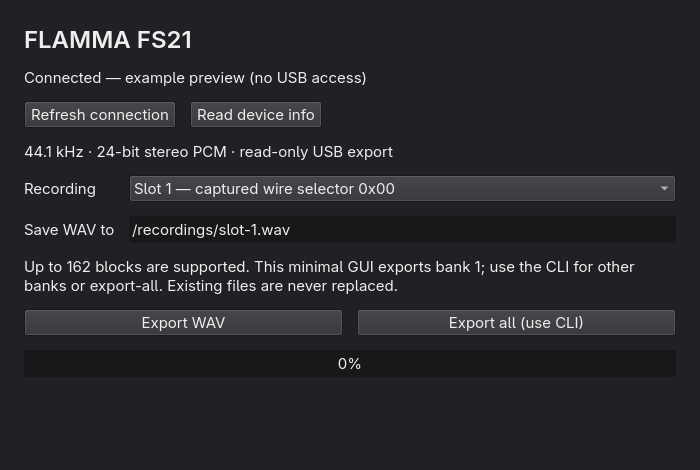 FLAMMA FS21
Connected — example preview (no USB access)
Refresh connection Read device info
44.1 kHz · 24-bit stereo PCM · read-only USB export
Recording Slot 1 — captured wire selector 0x00
Save WAV to /recordings/slot-1.wav
Up to 162 blocks are supported. This minimal GUI exports bank 1; use the CLI for other
banks or export-all. Existing files are never replaced.
Export WAV Export all (use CLI)
0%